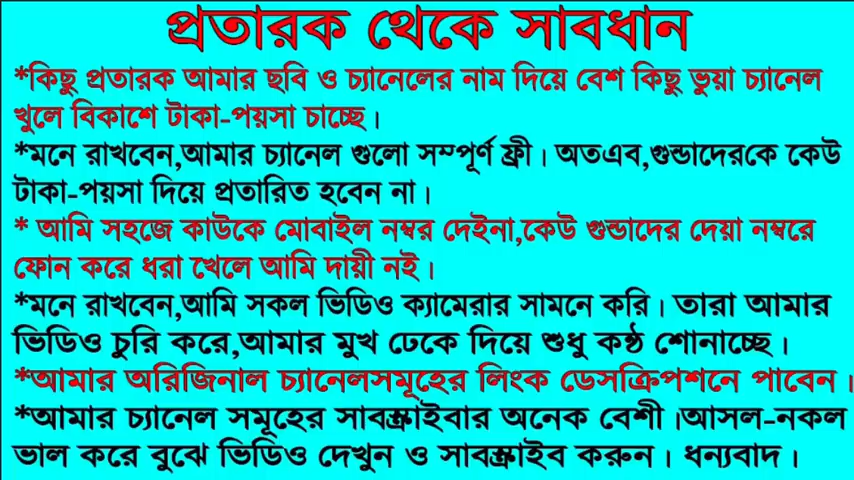 প্রতারক থেকে সাবধান
*কিছু প্রতারক আমার ছবি ও চ্যানেলের নাম দিয়ে বেশ কিছু ভুয়া চ্যানেল
খুলে বিকাশে টাকা-পয়সা চাচ্ছে।
*মনে রাখবেন,আমার চ্যানেল গুলো সম্পূর্ণ ফ্রী। অতএব,গুন্ডাদেরকে কেউ
টাকা-পয়সা দিয়ে প্রতারিত হবেন না।
* আমি সহজে কাউকে মোবাইল নম্বর দেইনা,কেউ গুন্ডাদের দেয়া নম্বরে
ফোন করে ধরা খেলে আমি দায়ী নই।
*মনে রাখবেন,আমি সকল ভিডিও ক্যামেরার সামনে করি। তারা আমার
ভিডিও চুরি করে,আমার মুখ ঢেকে দিয়ে শুধু কন্ঠ শোনাচ্ছে।
*আমার অরিজিনাল চ্যানেলসমূহের লিংক ডেসক্রিপশনে পাবেন।
*আমার চ্যানেল সমূহের সাবস্ক্রাইবার অনেক বেশী।আসল-নকল
ভাল করে বুঝে ভিডিও দেখুন ও সাবস্ক্রাইব করুন। ধন্যবাদ।